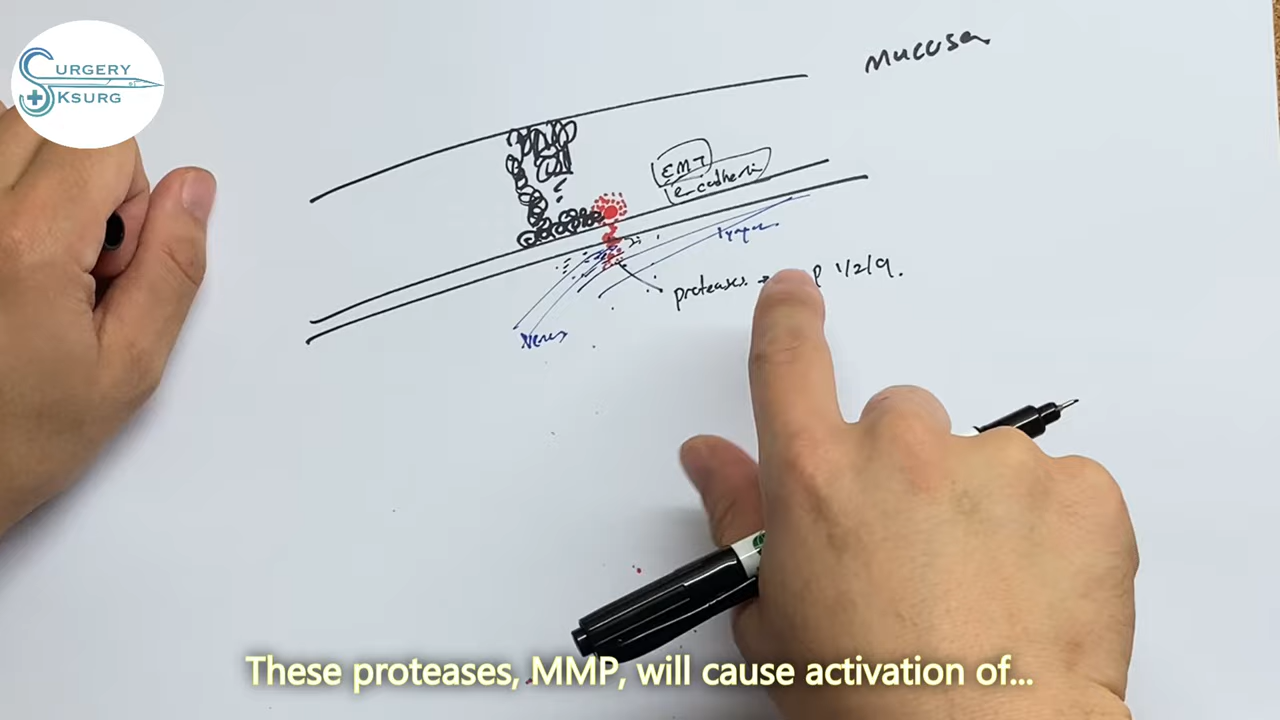 SURGERY
KSURG
Mucosa
EMT
e-cadherin
lymph
proteases → 1/2/9.
Veins
These proteases, MMP, will cause activation of...